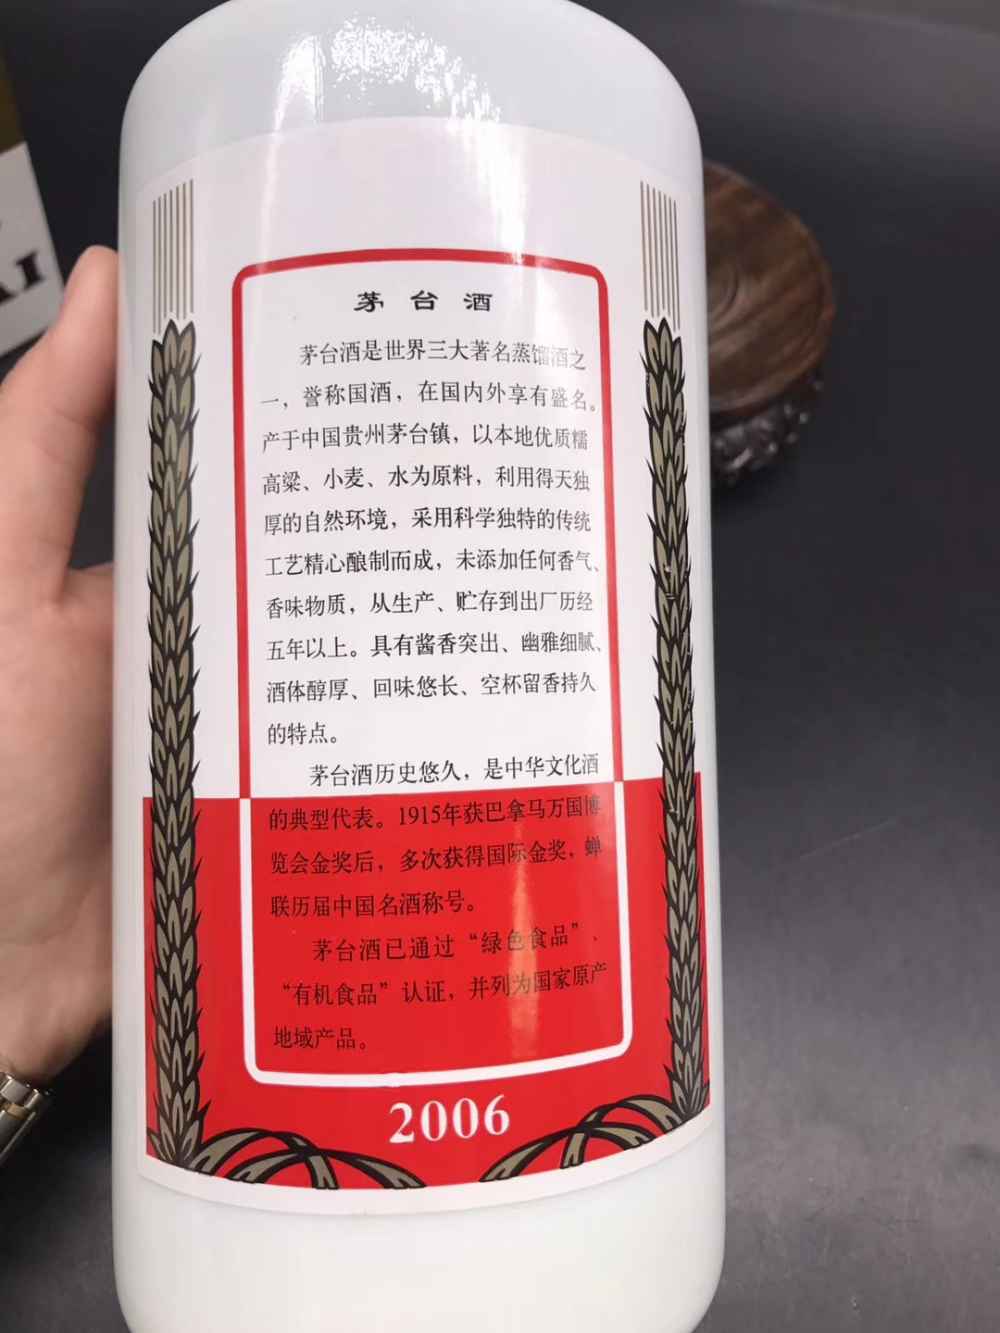 茅台酒
茅台酒是世界三大著名蒸馏酒之
一，誉称国酒，在国内外享有盛名。
产于中国贵州茅台镇，以本地优质糯
高粱、小麦、水为原料，利用得天独
厚的自然环境，采用科学独特的传统
工艺精心酿制而成，未添加任何香气、
香味物质，从生产、贮存到出厂历经
五年以上。具有酱香突出、幽雅细腻、
酒体醇厚、回味悠长、空杯留香持久
的特点。
茅台酒历史悠久，是中华文化酒
的典型代表。1915年获巴拿马万国博
览会金奖后，多次获得国际金奖，蝉
联历届中国名酒称号。
茅台酒已通过“绿色食品”、
“有机食品”认证，并列为国家原产
地域产品。
2006
AI